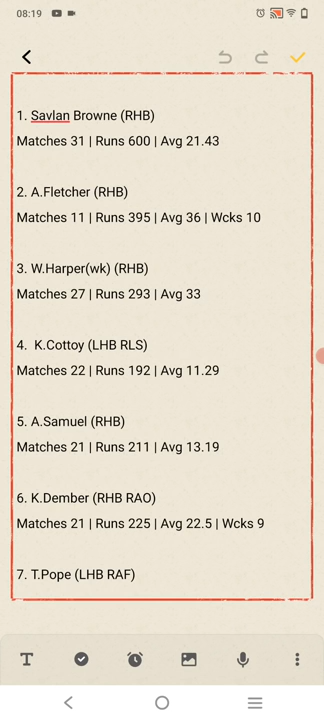 08:19
1. Savlan Browne (RHB)
Matches 31 | Runs 600 | Avg 21.43
2. A.Fletcher (RHB)
Matches 11 | Runs 395 | Avg 36 | Wcks 10
3. W.Harper(wk) (RHB)
Matches 27 | Runs 293 | Avg 33
4.  K.Cottoy (LHB RLS)
Matches 22 | Runs 192 | Avg 11.29
5. A.Samuel (RHB)
Matches 21 | Runs 211 | Avg 13.19
6. K.Dember (RHB RAO)
Matches 21 | Runs 225 | Avg 22.5 | Wcks 9
7. T.Pope (LHB RAF)
T